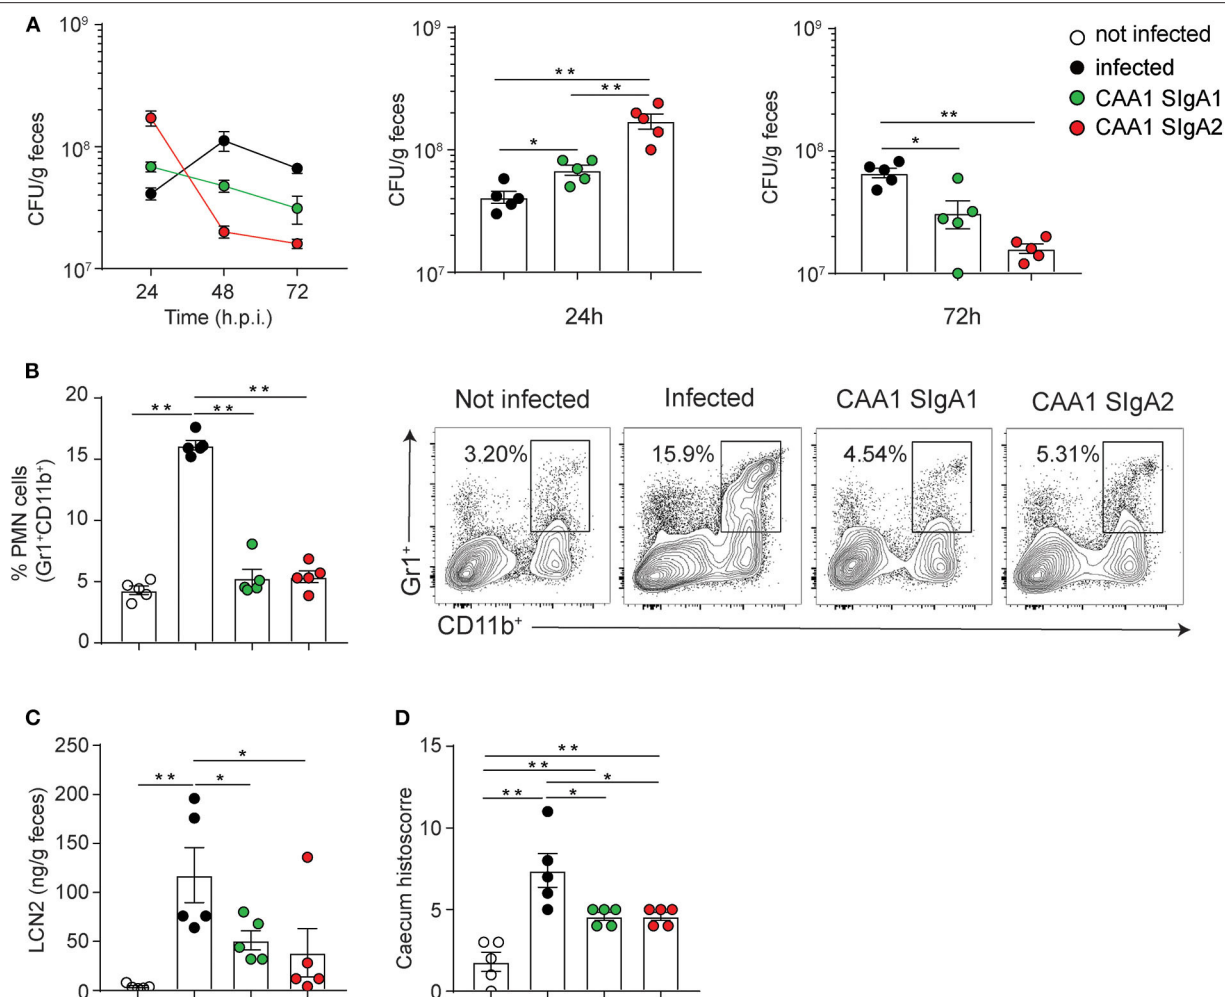 A
10⁹
10⁸
10⁷
CFU/g feces
24 48 72
Time (h.p.i.)
10⁹
10⁸
10⁷
CFU/g feces
* *
* *
*
24h
10⁹
10⁸
10⁷
CFU/g feces
**
*
72h
not infected
infected
CAA1 SIgA1
CAA1 SIgA2
B
20
15
10
5
0
% PMN cells
(Gr1⁺CD11b⁺)
* *
* * * *
Not infected Infected CAA1 SIgA1 CAA1 SIgA2
3.20% 15.9% 4.54% 5.31%
Gr1⁺
CD11b⁺
C
250
200
150
100
50
0
LCN2 (ng/g feces)
*
* * *
D
15
10
5
0
Caecum histoscorre
* *
* *
*
* * *